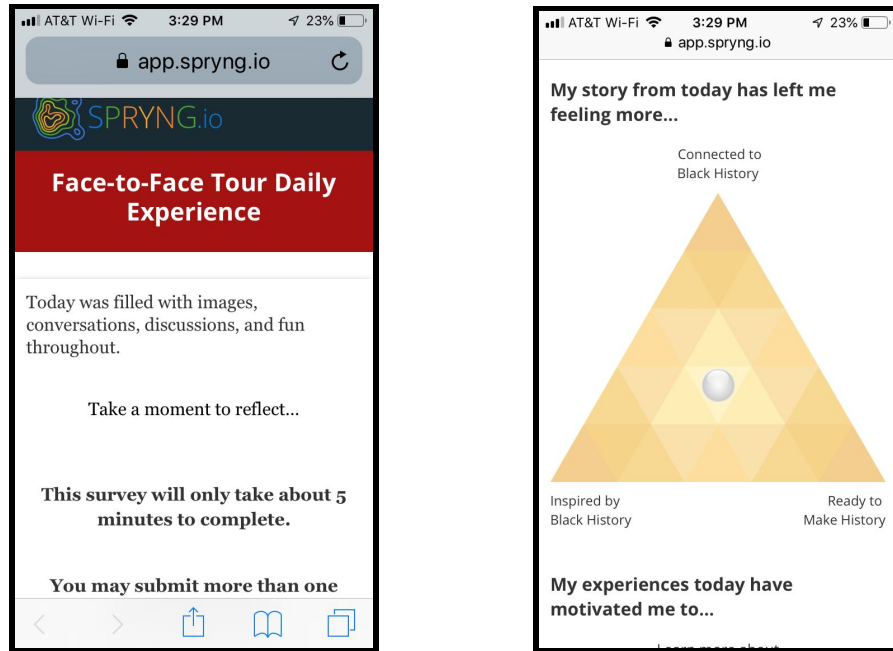 AT&T Wi-Fi 3:29 PM 23%
app.spryng.io
SPRYNG.io
Face-to-Face Tour Daily
Experience
Today was filled with images,
conversations, discussions, and fun
throughout.
Take a moment to reflect...
This survey will only take about 5
minutes to complete.
You may submit more than one
AT&T Wi-Fi 3:29 PM 23%
app.spryng.io
My story from today has left me
feeling more...
Connected to
Black History
Inspired by
Black History
Ready to
Make History
My experiences today have
motivated me to...
Learn more about